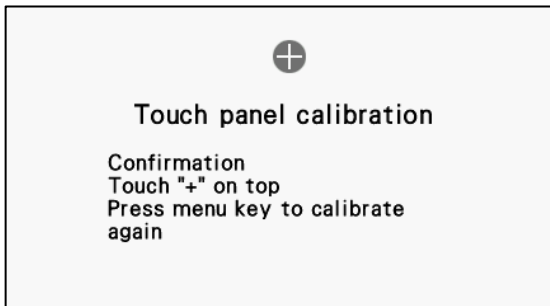 Touch panel calibration
Confirmation
Touch "+" on top
Press menu key to calibrate
again